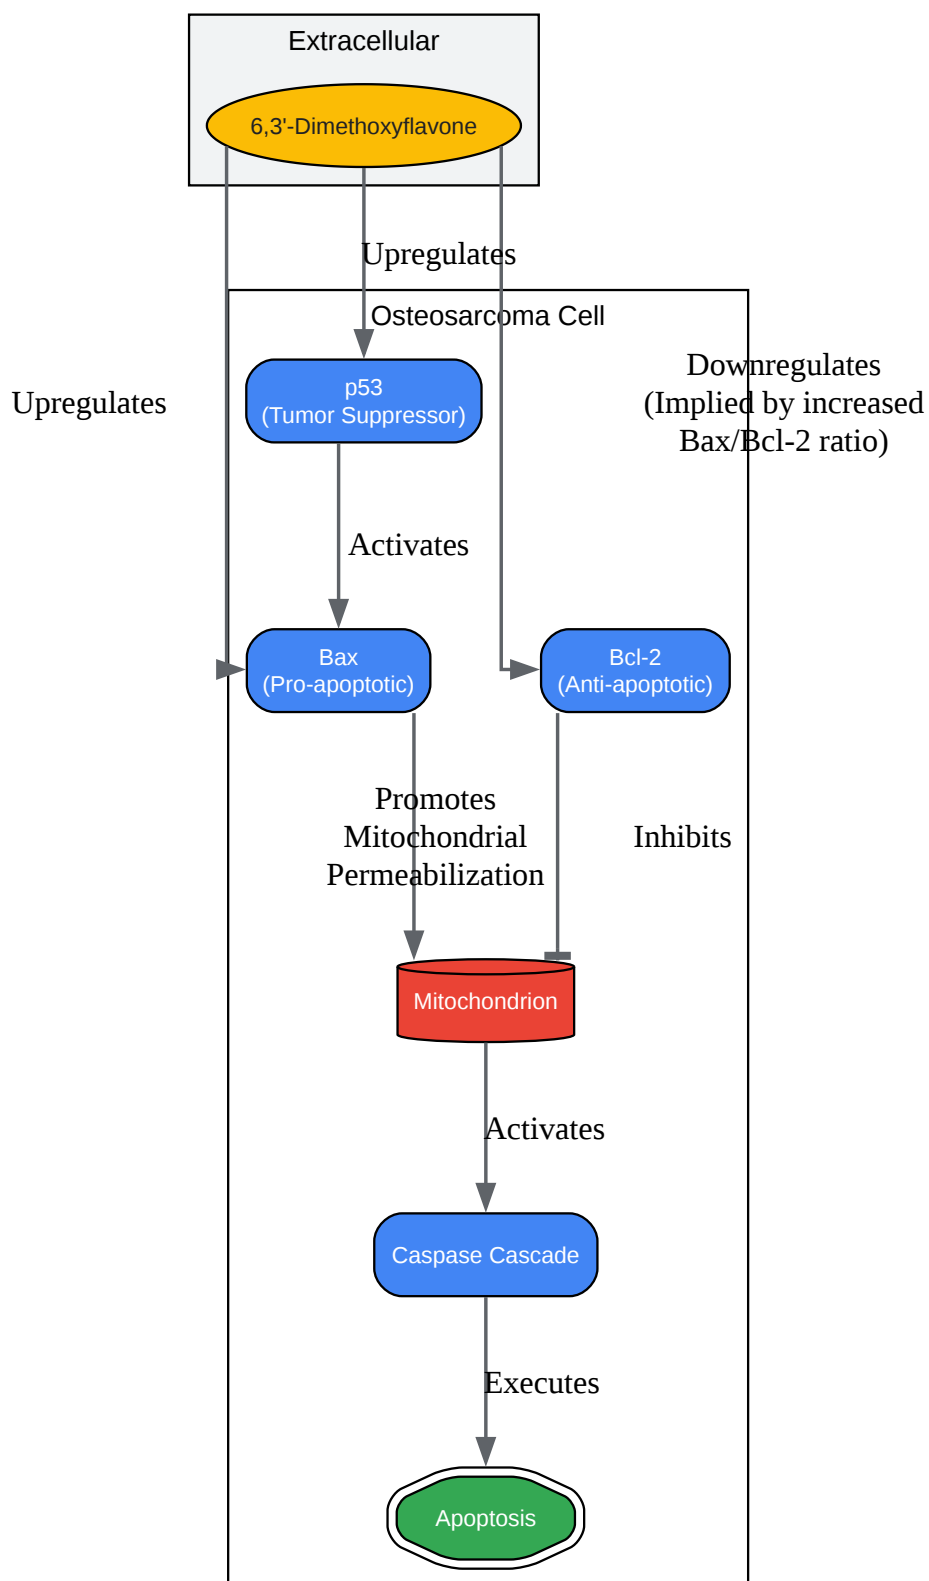 Extracellular
6,3'-Dimethoxyflavone
Upregulates
Osteosarcoma Cell
p53
(Tumor Suppressor)
Upregulates
Downregulates
(Implied by increased
Bax/Bcl-2 ratio)
Activates
Bax
(Pro-apoptotic)
Bcl-2
(Anti-apoptotic)
Promotes
Mitochondrial
Permeabilization
Inhibits
Mitochondrion
Activates
Caspase Cascade
Executes
Apoptosis